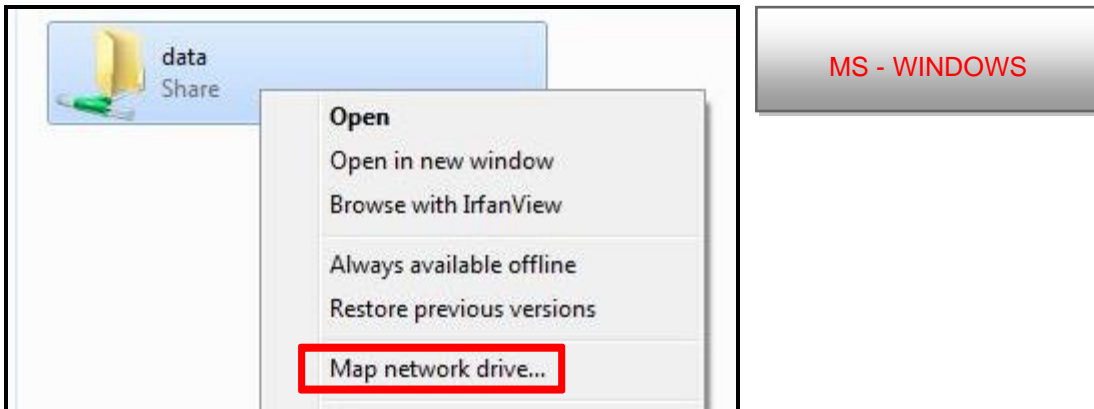 data
Share
Open
Open in new window
Browse with IrfanView
Always available offline
Restore previous versions
Map network drive...
MS - WINDOWS